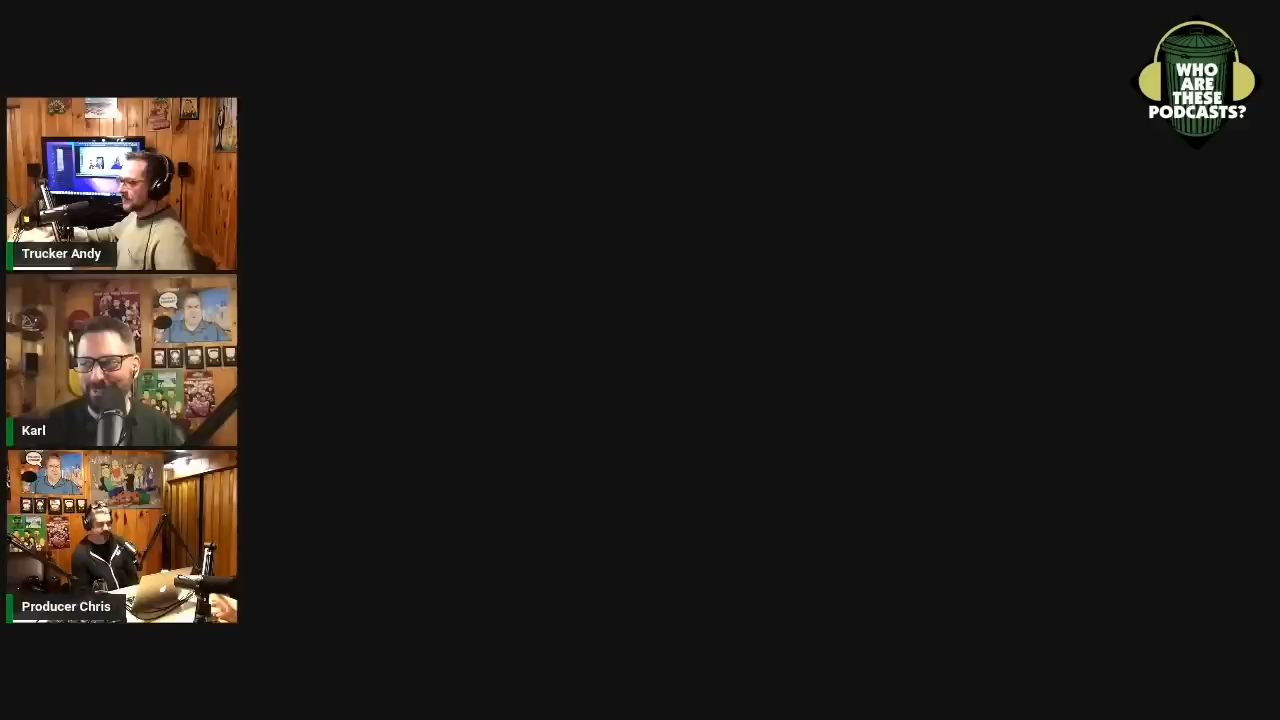 WHO
ARE
THESE
PODCASTS?
Trucker Andy
Karl
Producer Chris